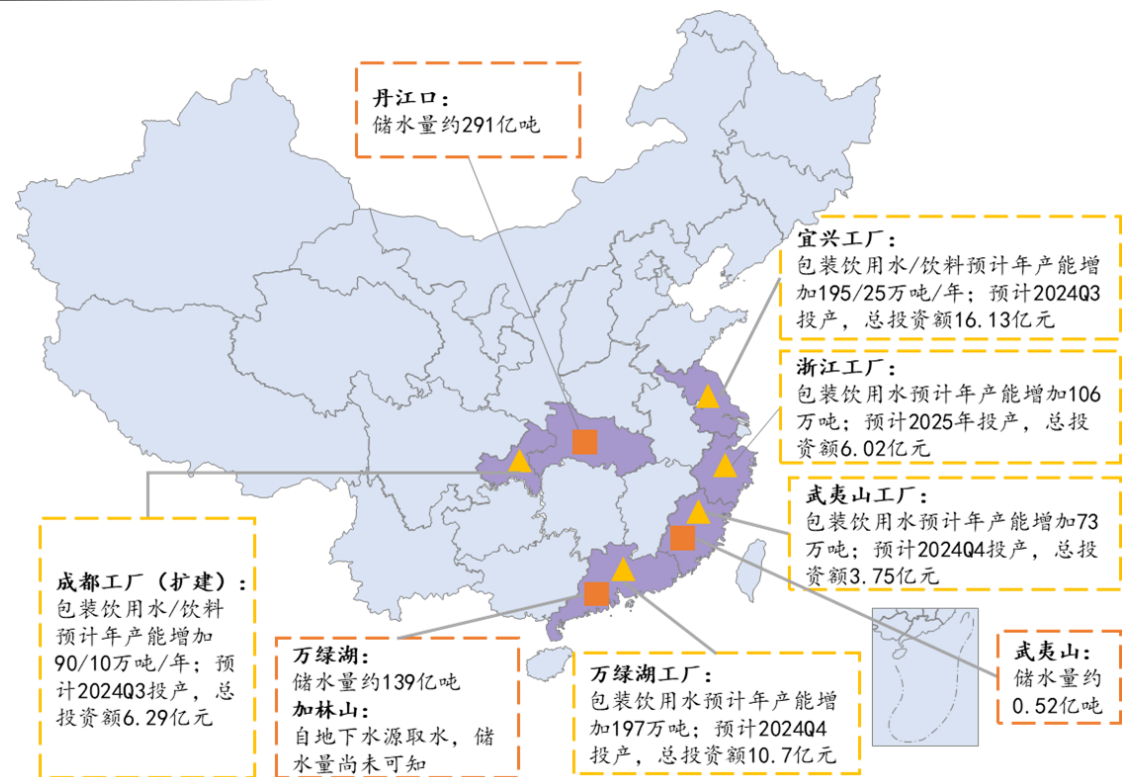 丹江口：
储水量约291亿吨
宜兴工厂：
包装饮用水/饮料预计年产能增
加195/25万吨/年；预计2024Q3
投产，总投资额16.13亿元
浙江工厂：
包装饮用水预计年产能增加106
万吨；预计2025年投产，总投
资额6.02亿元
武夷山工厂：
包装饮用水预计年产能增加73
万吨；预计2024Q4投产，总投
资额3.75亿元
成都工厂（扩建）：
包装饮用水/饮料
预计年产能增加
90/10万吨/年；预
计2024Q3投产，总
投资额6.29亿元
万绿湖：
储水量约139亿吨
加林山：
自地下水源取水，储
水量尚未可知
万绿湖工厂：
包装饮用水预计年产能增
加197万吨；预计2024Q4
投产，总投资额10.7亿元
武夷山：
储水量约
0.52亿吨